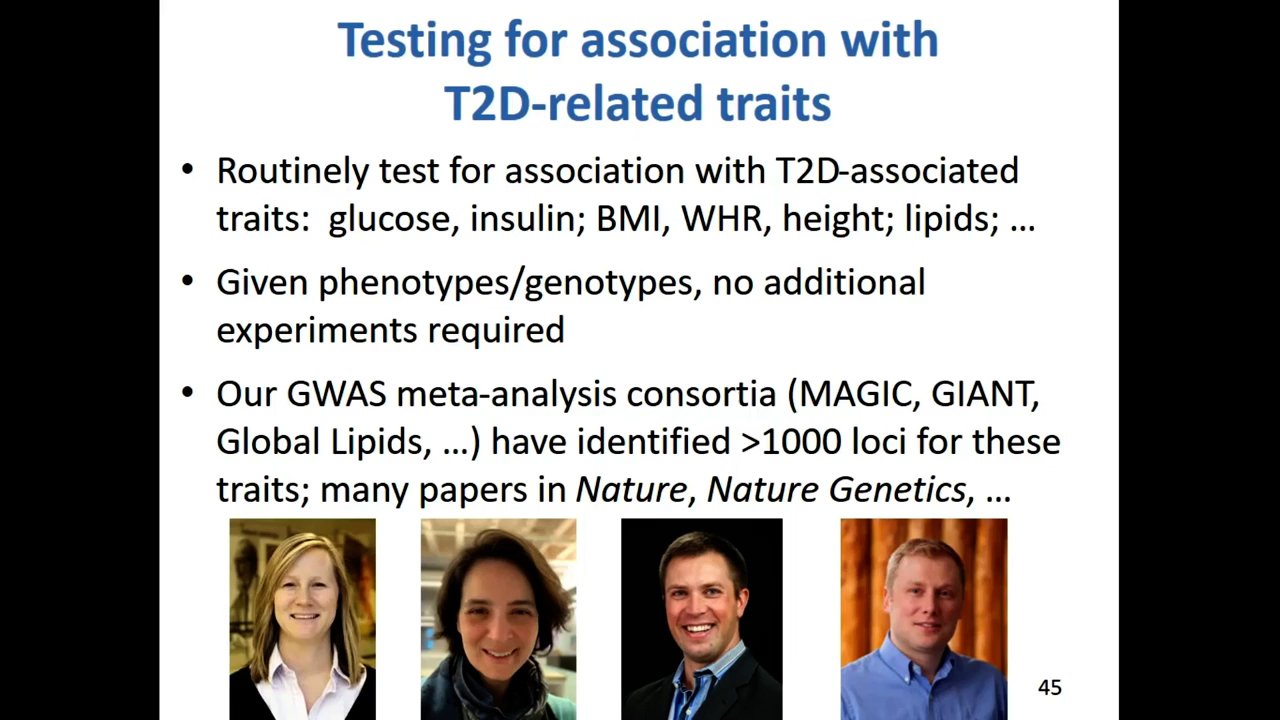 Testing for association with
T2D-related traits
• Routinely test for association with T2D-associated
traits: glucose, insulin; BMI, WHR, height; lipids; …
• Given phenotypes/genotypes, no additional
experiments required
• Our GWAS meta-analysis consortia (MAGIC, GIANT,
Global Lipids, …) have identified >1000 loci for these
traits; many papers in Nature, Nature Genetics, …
45